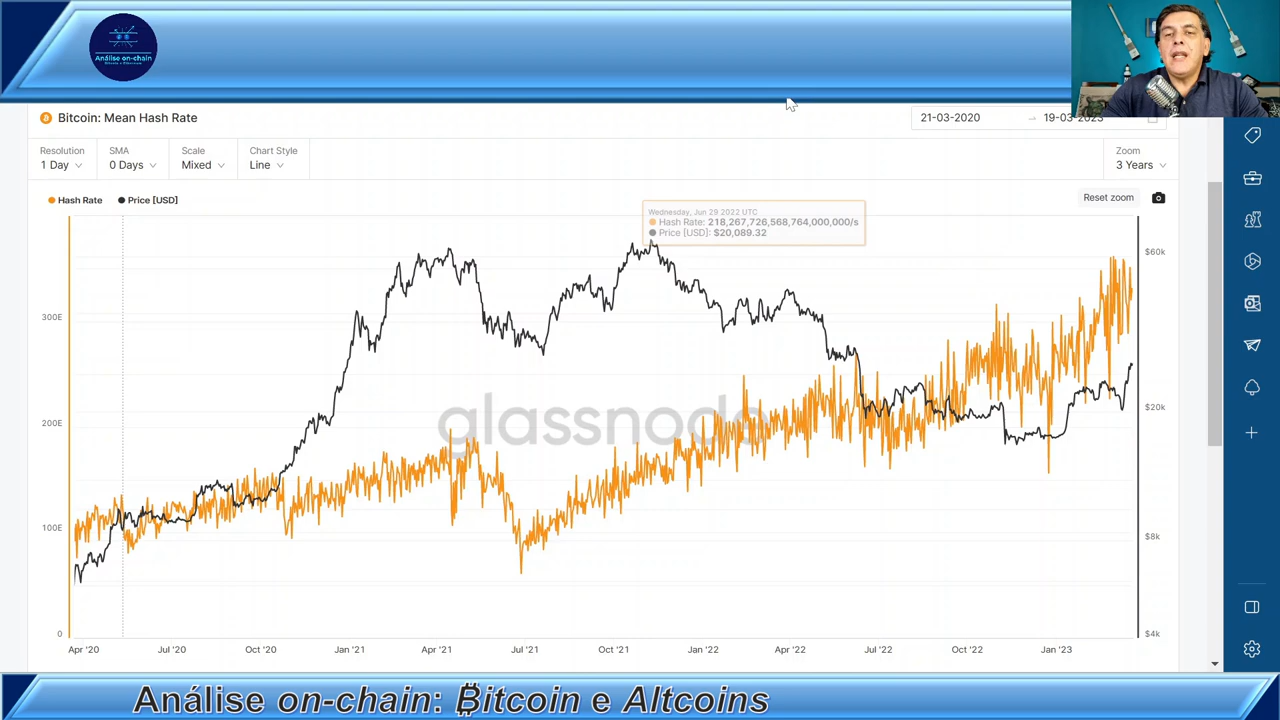 Análise on-chain
Bitcoin e Ethereum
Bitcoin: Mean Hash Rate
21-03-2020 → 19-03-2023
Resolution
1 Day
SMA
0 Days
Scale
Mixed
Chart Style
Line
Zoom
3 Years
Hash Rate Price [USD]
Reset zoom
Wednesday, Jun 29 2022 UTC
Hash Rate: 218,267,726,568,764,000,000/s
Price [USD]: $20,089.32
glassnode
300E
200E
100E
0
$60k
$20k
$8k
$4k
Apr '20 Jul '20 Oct '20 Jan '21 Apr '21 Jul '21 Oct '21 Jan '22 Apr '22 Jul '22 Oct '22 Jan '23
Análise on-chain: ₿itcoin e Altcoins